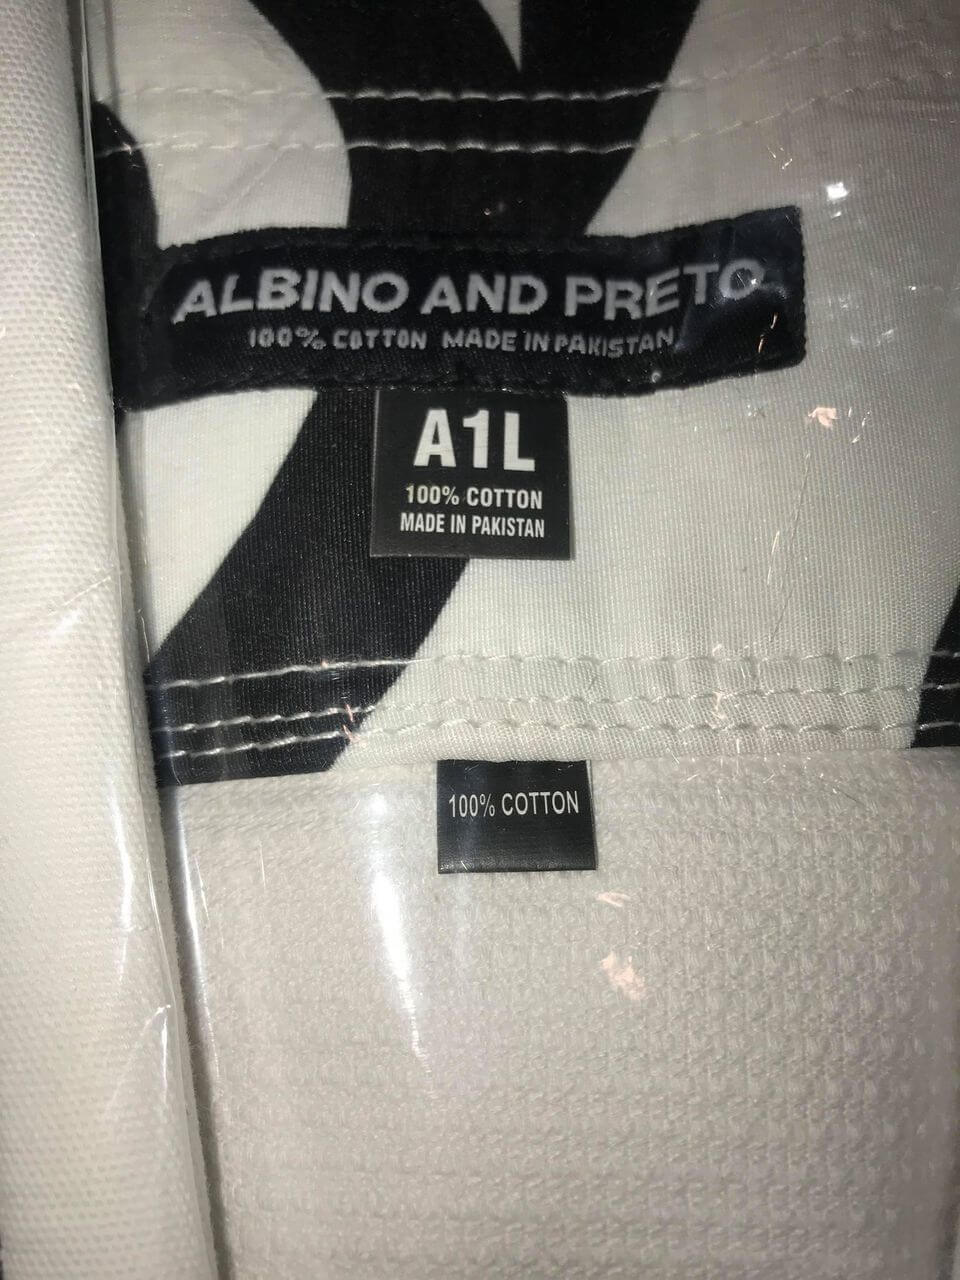 ALBINO AND PRETO
100% COTTON MADE IN PAKISTAN
A1L
100% COTTON
MADE IN PAKISTAN
100% COTTON